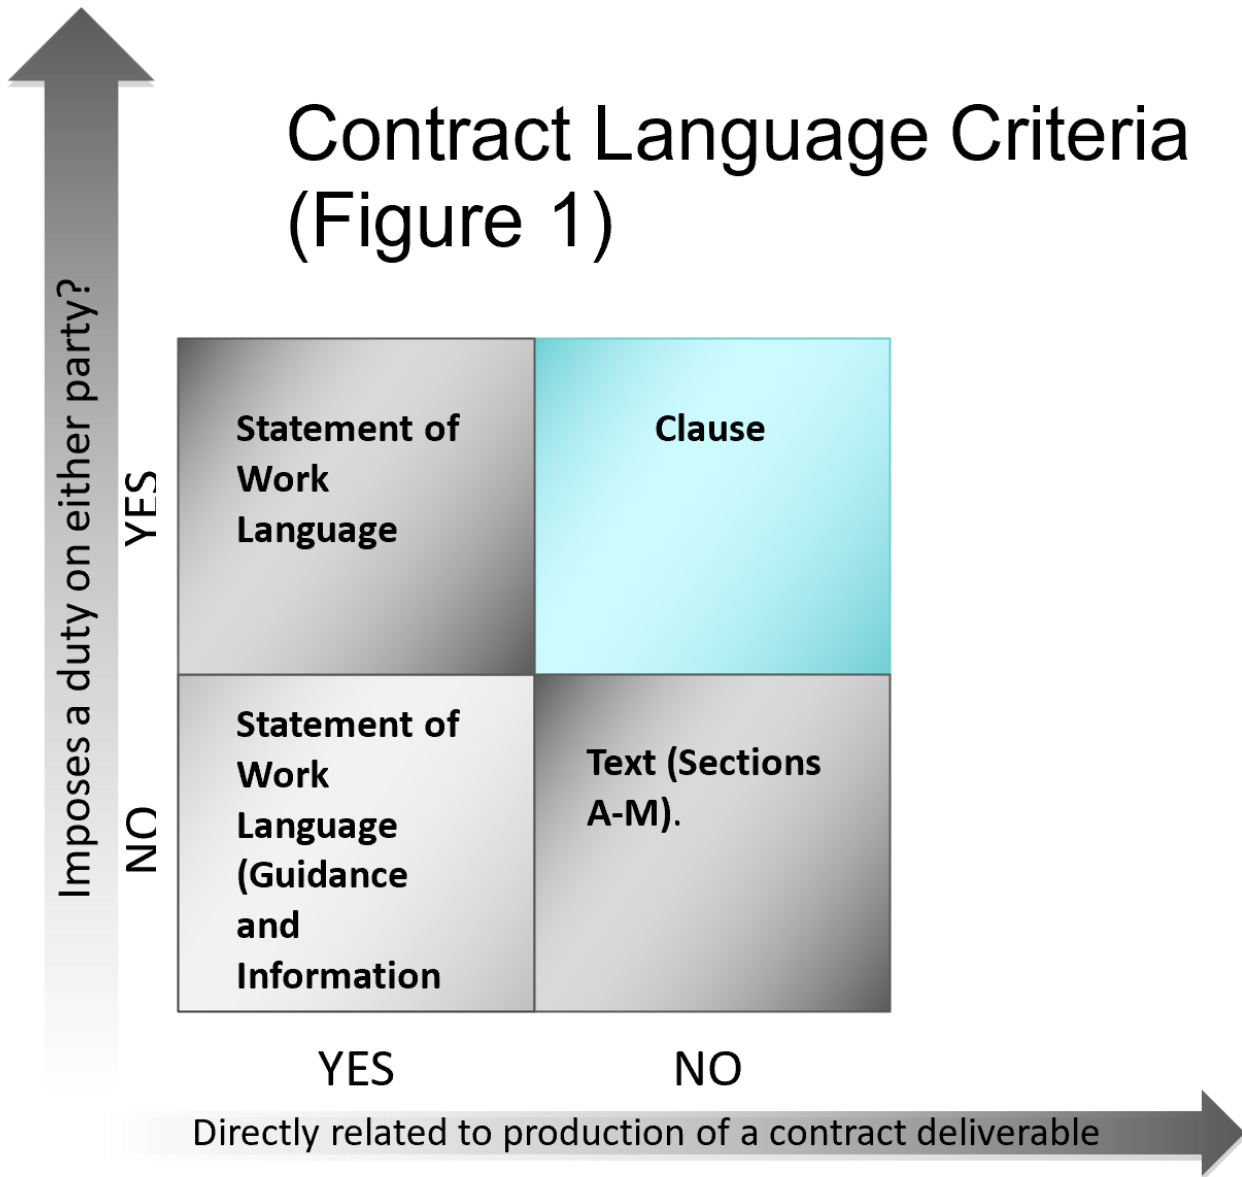 Contract Language Criteria
(Figure 1)
Imposes a duty on either party?
YES
Statement of
Work
Language
Clause
NO
Statement of
Work
Language
(Guidance
and
Information
Text (Sections
A-M).
YES
NO
Directly related to production of a contract deliverable